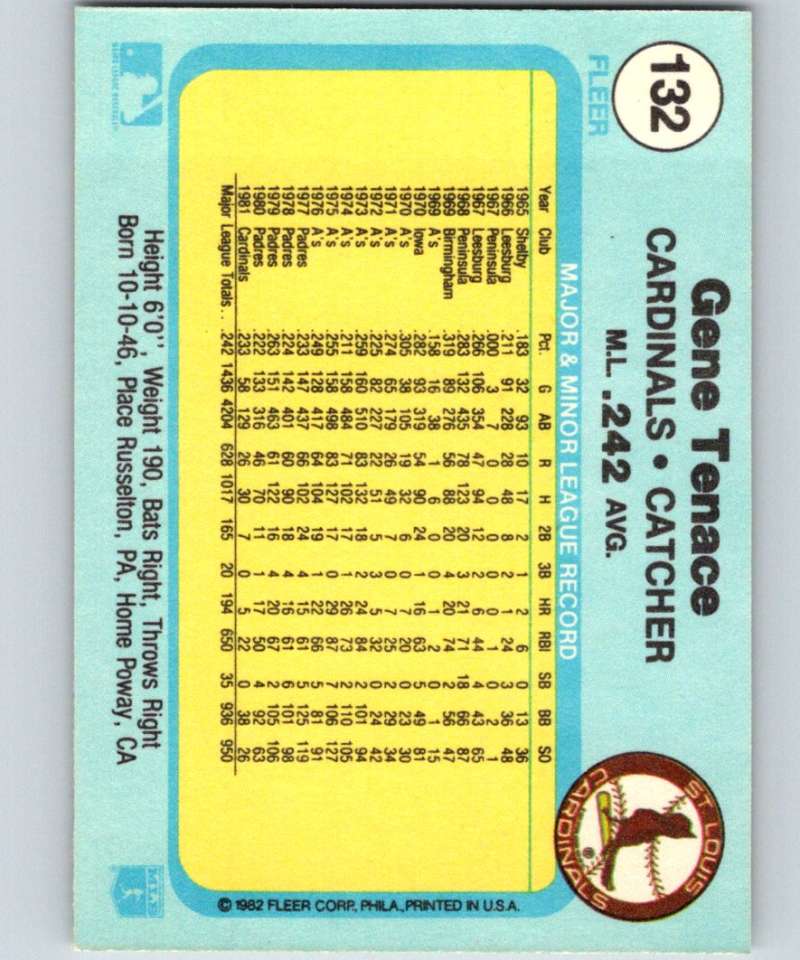 132
FLEER
Gene Tenace
CARDINALS • CATCHER
M.L. .242 AVG.
ST. LOUIS CARDINALS
MAJOR & MINOR LEAGUE RECORD
Year Club Pct. G AB R H 2B 3B HR RBI SB BB SO
1965 Shelby .183 32 93 10 17 2 1 2 6 0 13 36
1966 Leesburg .211 91 228 28 48 8 2 1 24 3 36 48
1967 Peninsula .000 3 7 0 0 0 0 0 0 0 2 1
1967 Leesburg .266 106 354 47 94 12 2 6 44 4 43 65
1968 Peninsula .283 132 435 78 123 20 3 21 71 18 66 87
1969 Birmingham .319 89 276 56 88 20 4 20 74 2 56 47
1969 A's .158 16 38 1 6 0 0 1 2 0 1 15
1970 Iowa .282 93 319 54 90 24 1 16 63 5 49 81
1970 A's .305 38 105 19 32 6 0 7 20 0 23 30
1971 A's .274 65 179 26 49 7 0 7 25 2 29 34
1972 A's .225 82 227 22 51 5 3 5 32 0 24 42
1973 A's .259 160 510 83 132 18 2 24 84 2 101 94
1974 A's .211 158 484 71 102 17 1 26 73 2 110 105
1975 A's .255 158 498 83 127 17 0 29 87 7 106 127
1976 A's .249 128 417 64 104 19 1 22 66 5 81 91
1977 Padres .233 147 437 66 102 24 4 15 61 5 125 119
1978 Padres .224 142 401 60 90 18 4 16 61 6 101 98
1979 Padres .263 151 463 61 122 16 4 20 67 2 105 106
1980 Padres .222 133 316 46 70 11 1 17 50 4 92 63
1981 Cardinals .233 58 129 26 30 7 0 5 22 0 38 26
Major League Totals . . .242 1436 4204 628 1017 165 20 194 650 35 936 950
© 1982 FLEER CORP., PHILA., PRINTED IN U.S.A.
Height 6'0", Weight 190, Bats Right, Throws Right
Born 10-10-46, Place Russelton, PA, Home Poway, CA
MAJOR LEAGUE BASEBALL